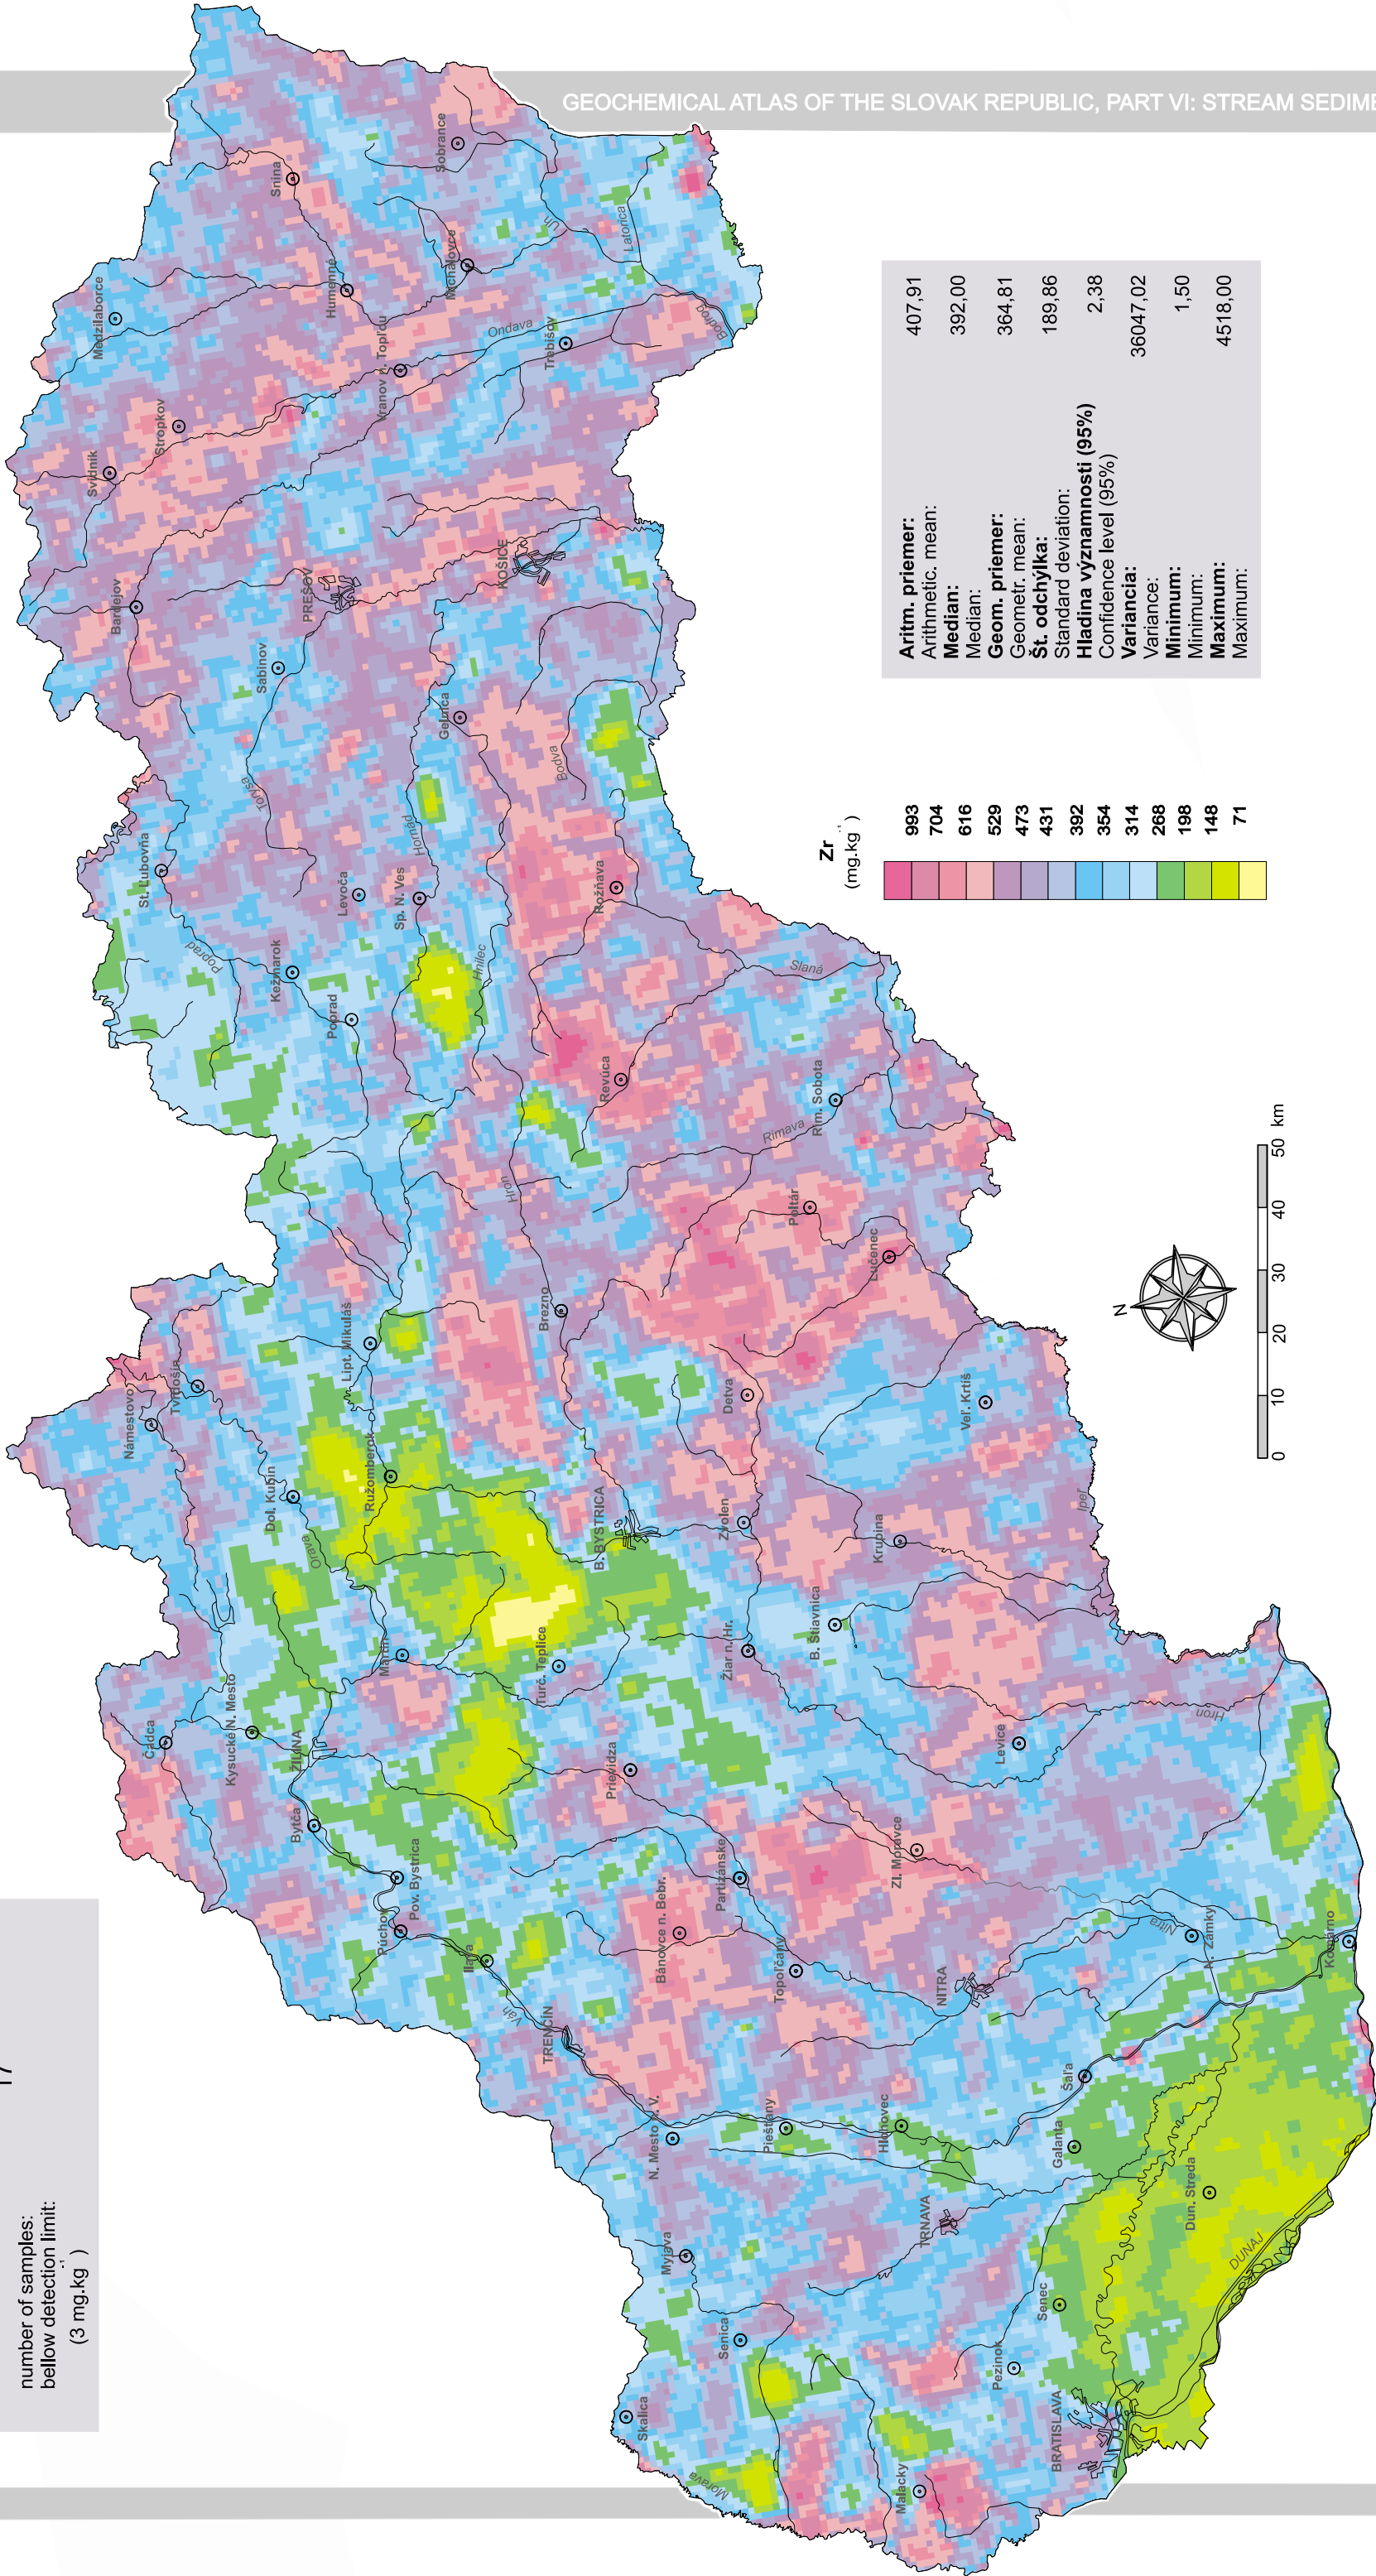 GEOCHEMICAL ATLAS OF THE SLOVAK REPUBLIC, PART VI: STREAM SEDIME
17
number of samples:
bellow detection limit:
(3 mg.kg⁻¹)
Skalica
Senica
Myjava
Malacky
Pezinok
BRATISLAVA
Senec
TRNAVA
Dun. Streda
Galanta
Šaľa
Hlohovec
Piešťany
N. Mesto n. V.
TRENČÍN
Ilava
Púchov
Pov. Bystrica
Bytča
ŽILINA
Kysucké N. Mesto
Čadca
Martin
Turč. Teplice
Prievidza
Bánovce n. Bebr.
Partizánske
Topoľčany
NITRA
Zl. Moravce
N. Zámky
Komárno
Levice
B. Štiavnica
Žiar n. Hr.
Zvolen
Krupina
B. BYSTRICA
Ružomberok
Dol. Kubín
Námestovo
Tvrdošín
Lipt. Mikuláš
Brezno
Detva
Veľ. Krtíš
Lučenec
Poltár
Rim. Sobota
Revúca
Rožňava
Poprad
Kežmarok
Levoča
Sp. N. Ves
St. Ľubovňa
Gelnica
Sabinov
PREŠOV
KOŠICE
Bardejov
Svidník
Stropkov
Medzilaborce
Vranov n. Topľou
Humenné
Snina
Michalovce
Sobrance
Trebišov
Morava
DUNAJ
Váh
Nitra
Hron
Ipeľ
Orava
Hron
Rimava
Slaná
Hnilec
Hornád
Poprad
Torysa
Bodva
Ondava
Bodrog
Latorica
Uh
Zr
(mg.kg⁻¹)
993
704
616
529
473
431
392
354
314
268
198
148
71
Aritm. priemer:
Arithmetic. mean: 407,91
Median:
Median: 392,00
Geom. priemer:
Geometr. mean: 364,81
Št. odchýlka:
Standard deviation: 189,86
Hladina významnosti (95%)
Confidence level (95%) 2,38
Variancia:
Variance: 36047,02
Minimum:
Minimum: 1,50
Maximum:
Maximum: 4518,00
N
0 10 20 30 40 50 km